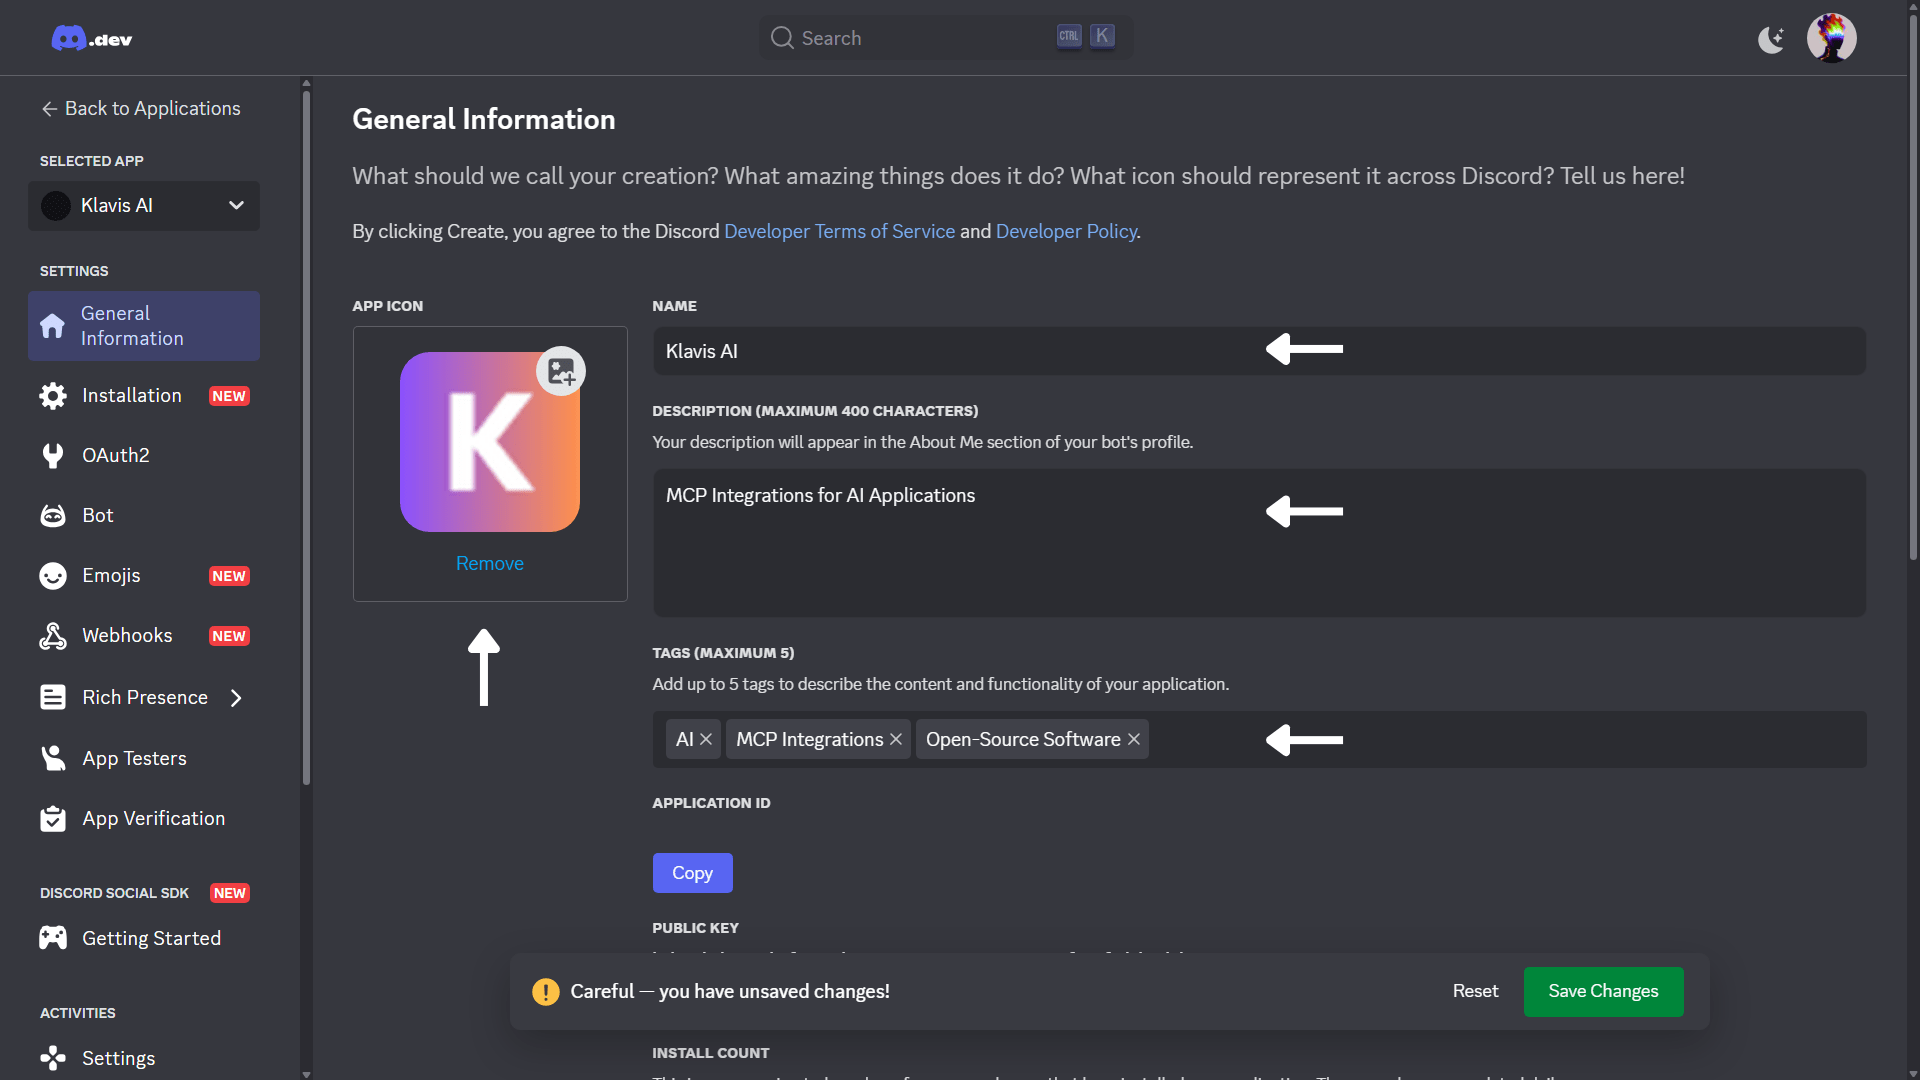 .dev
Search
CTRL K
Back to Applications
SELECTED APP
Klavis AI
SETTINGS
General
Information
Installation NEW
OAuth2
Bot
Emojis NEW
Webhooks NEW
Rich Presence
App Testers
App Verification
DISCORD SOCIAL SDK NEW
Getting Started
ACTIVITIES
Settings
General Information
What should we call your creation? What amazing things does it do? What icon should represent it across Discord? Tell us here!
By clicking Create, you agree to the Discord Developer Terms of Service and Developer Policy.
APP ICON
K
Remove
NAME
Klavis AI
DESCRIPTION (MAXIMUM 400 CHARACTERS)
Your description will appear in the About Me section of your bot's profile.
MCP Integrations for AI Applications
TAGS (MAXIMUM 5)
Add up to 5 tags to describe the content and functionality of your application.
AI MCP Integrations Open-Source Software
APPLICATION ID
Copy
PUBLIC KEY
Careful — you have unsaved changes!
Reset
Save Changes
INSTALL COUNT